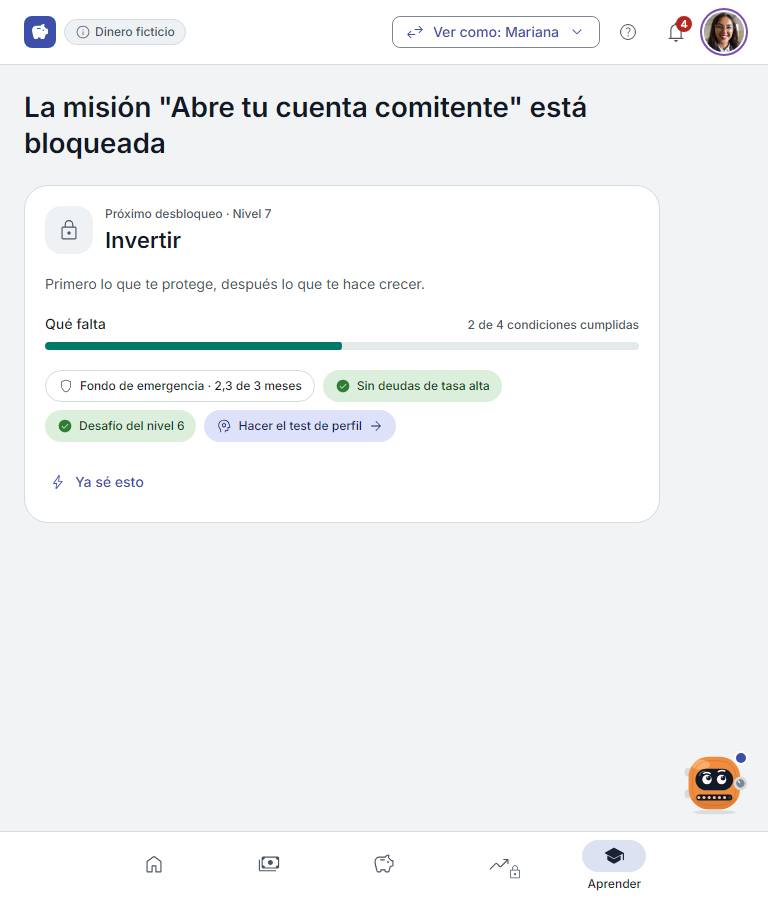 Dinero ficticio
Ver como: Mariana
4
La misión "Abre tu cuenta comitente" está
bloqueada
Próximo desbloqueo · Nivel 7
Invertir
Primero lo que te protege, después lo que te hace crecer.
Qué falta
2 de 4 condiciones cumplidas
Fondo de emergencia · 2,3 de 3 meses
Sin deudas de tasa alta
Desafío del nivel 6
Hacer el test de perfil
Ya sé esto
Aprender